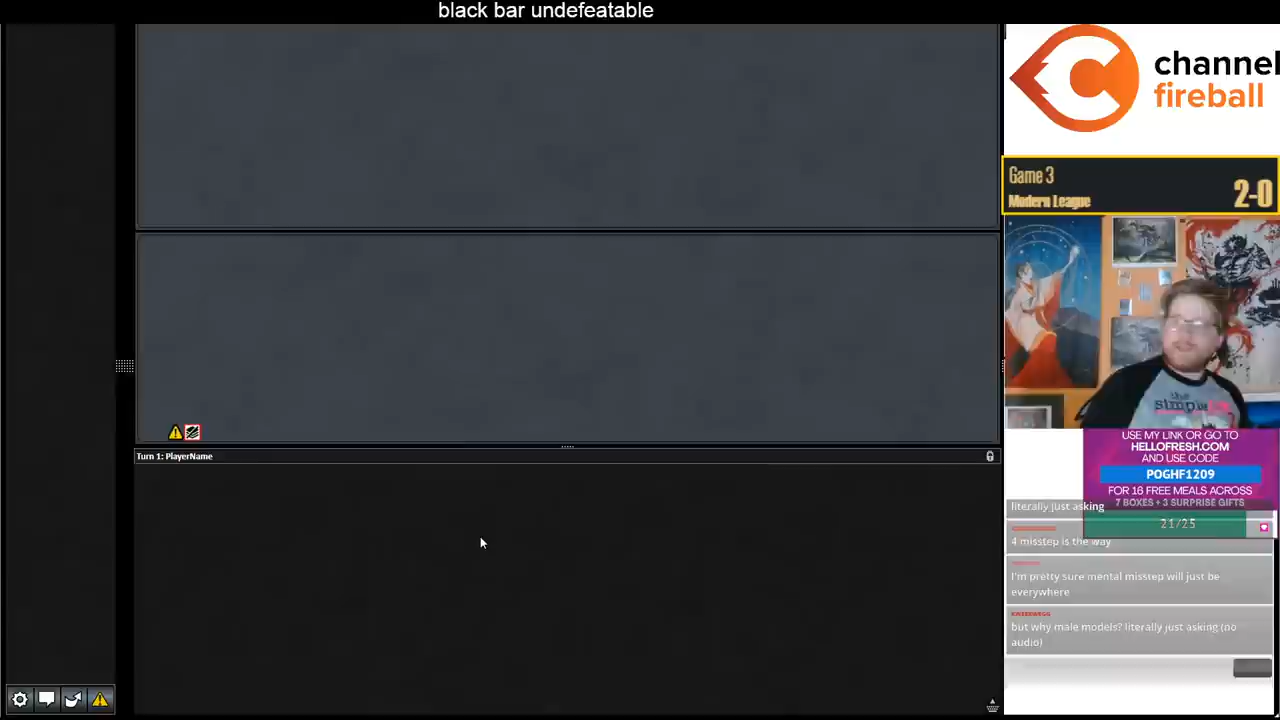 black bar undefeatable
channel
fireball
Game 3
Modern League
2-0
the
USE MY LINK OR GO TO
HELLOFRESH.COM
AND USE CODE
POGHF1209
FOR 16 FREE MEALS ACROSS
7 BOXES + 3 SURPRISE GIFTS
21/25
Turn 1: PlayerName
literally just asking
4 misstep is the way
I'm pretty sure mental misstep will just be
everywhere
but why male models? literally just asking (no
audio)